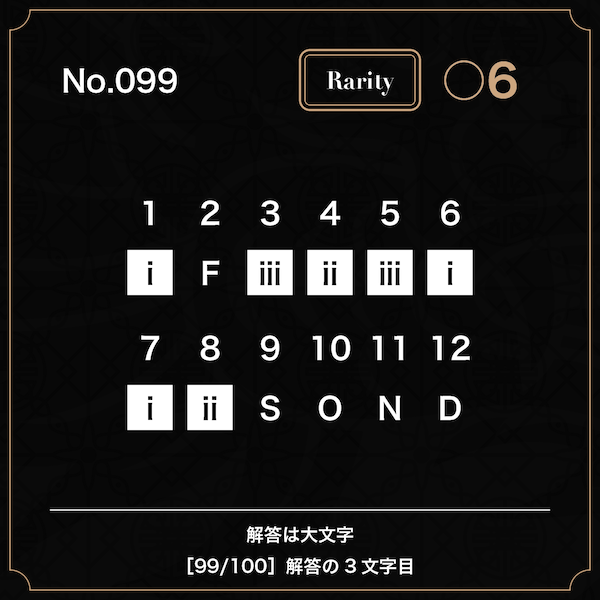 No.099 Rarity ○6
1 2 3 4 5 6
i F iii ii iii i
7 8 9 10 11 12
i ii S O N D
解答は大文字
[99/100] 解答の3文字目